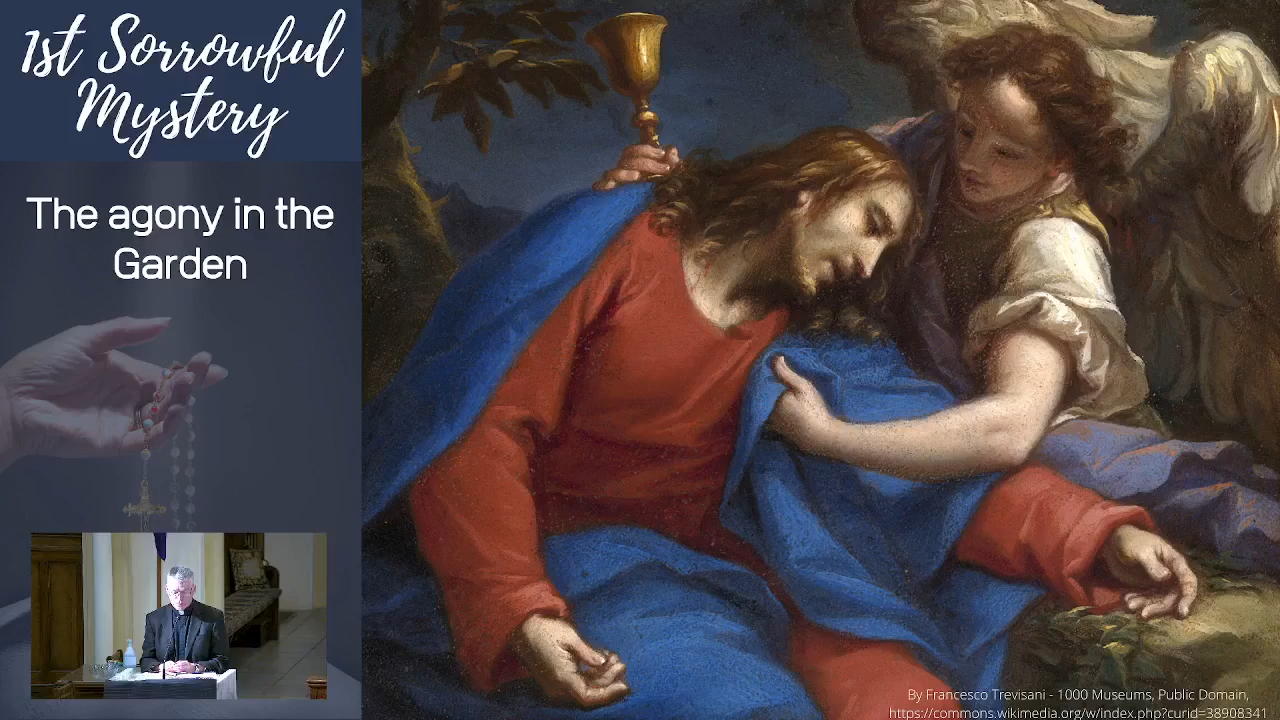 1st Sorrowful
Mystery
The agony in the
Garden
By Francesco Trevisani - 1000 Museums, Public Domain,
https://commons.wikimedia.org/w/index.php?curid=38908341